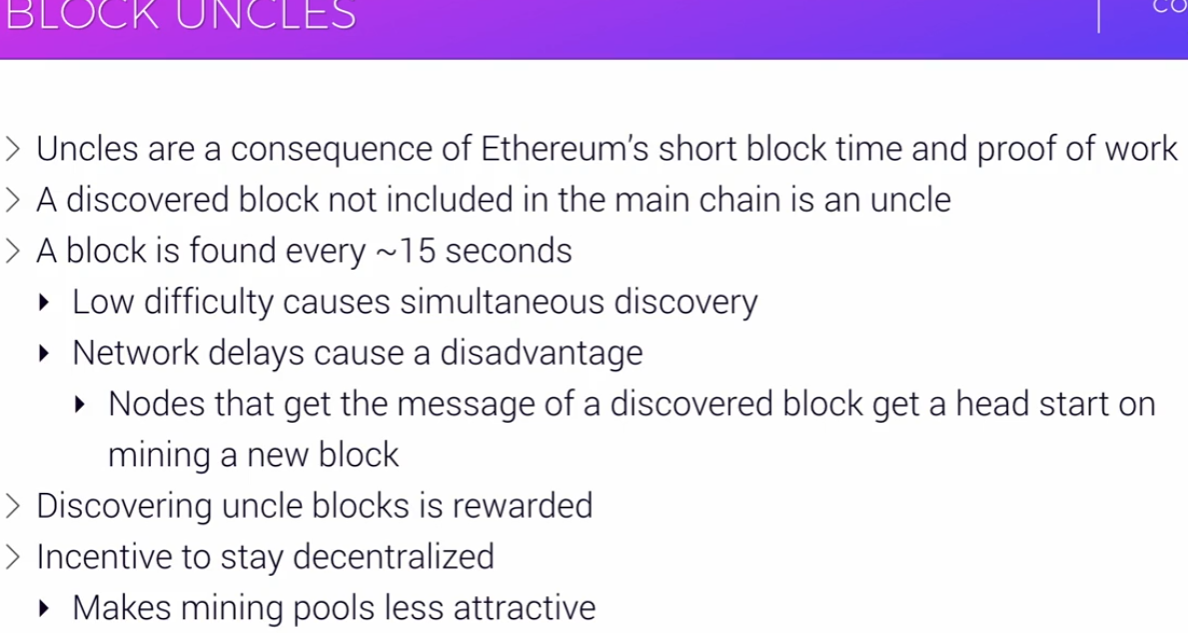 BLOCK UNCLES
CO
> Uncles are a consequence of Ethereum's short block time and proof of work
> A discovered block not included in the main chain is an uncle
> A block is found every ~15 seconds
Low difficulty causes simultaneous discovery
Network delays cause a disadvantage
Nodes that get the message of a discovered block get a head start on
mining a new block
> Discovering uncle blocks is rewarded
> Incentive to stay decentralized
Makes mining pools less attractive